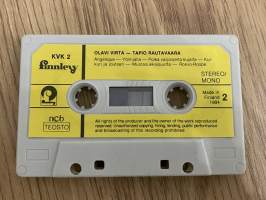 KVK 2
finnlevy
OLAVI VIRTA — TAPIO RAUTAVAARA
STEREO/
MONO
Made in
Finland
1984
2
ncb
TEOSTO
All rights of the producer and the owner of the work reproduced
reserved. Unauthorized copying, hiring, lending, public performance
and broadcasting of this recording prohibited.